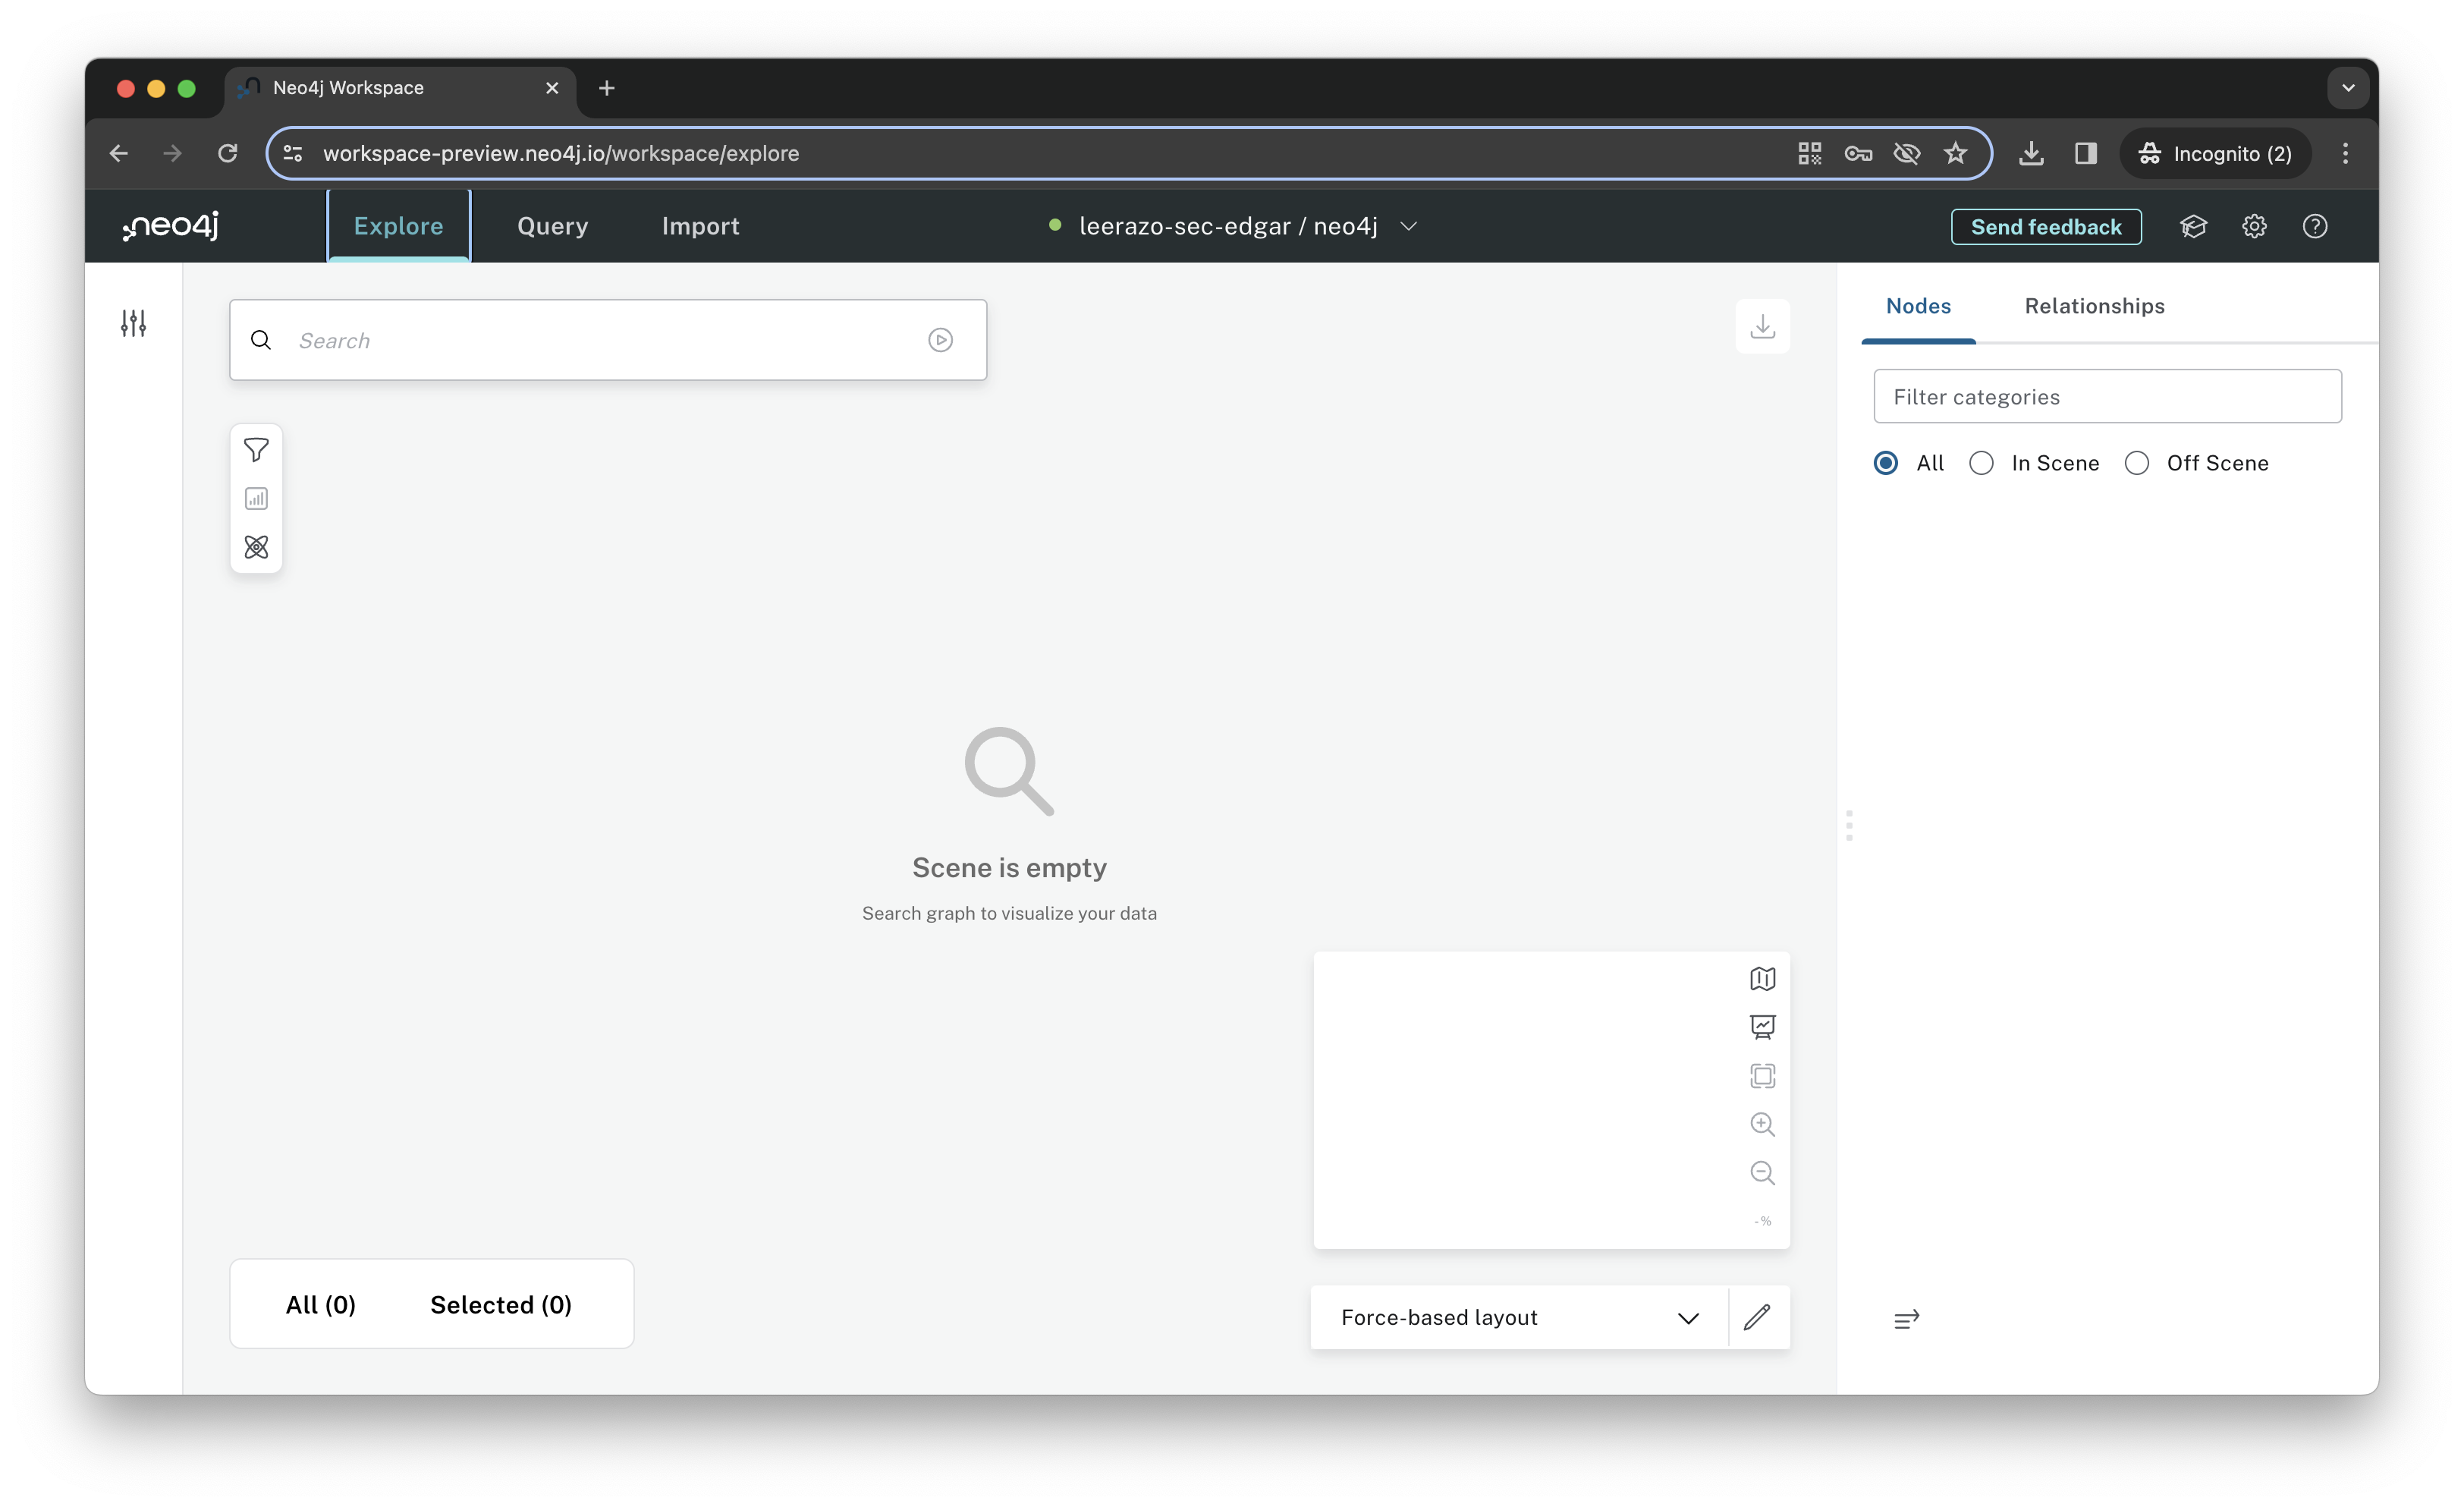 Neo4j Workspace
workspace-preview.neo4j.io/workspace/explore
Incognito (2)
neo4j
Explore
Query
Import
leerazo-sec-edgar / neo4j
Send feedback
Search
Nodes
Relationships
Filter categories
All
In Scene
Off Scene
Scene is empty
Search graph to visualize your data
-%
All (0)
Selected (0)
Force-based layout